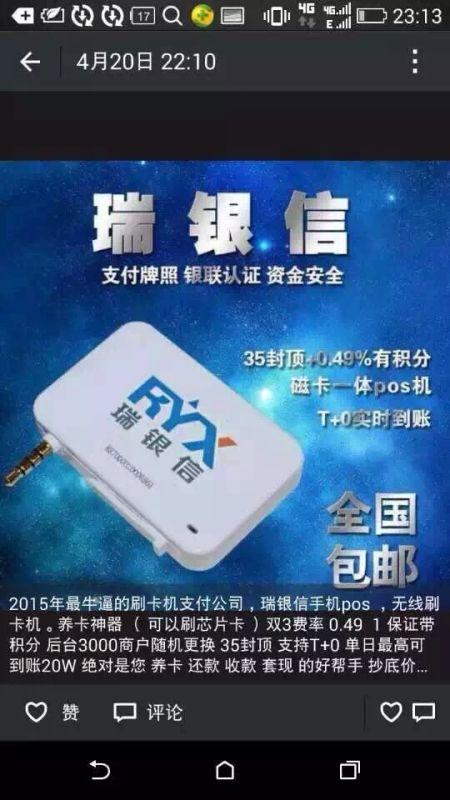 17
4G
4G
E
23:13
4月20日 22:10
瑞银信
支付牌照 银联认证 资金安全
35封顶+0.49%有积分
磁卡一体pos机
T+0实时到账
RYX
瑞银信
全国
包邮
2015年最牛逼的刷卡机支付公司，瑞银信手机pos ，无线刷
卡机。养卡神器 （ 可以刷芯片卡 ）双3费率 0.49 1 保证带
积分 后台3000商户随机更换 35封顶 支持T+0 单日最高可
到账20W 绝对是您 养卡 还款 收款 套现 的好帮手 抄底价...
赞
评论